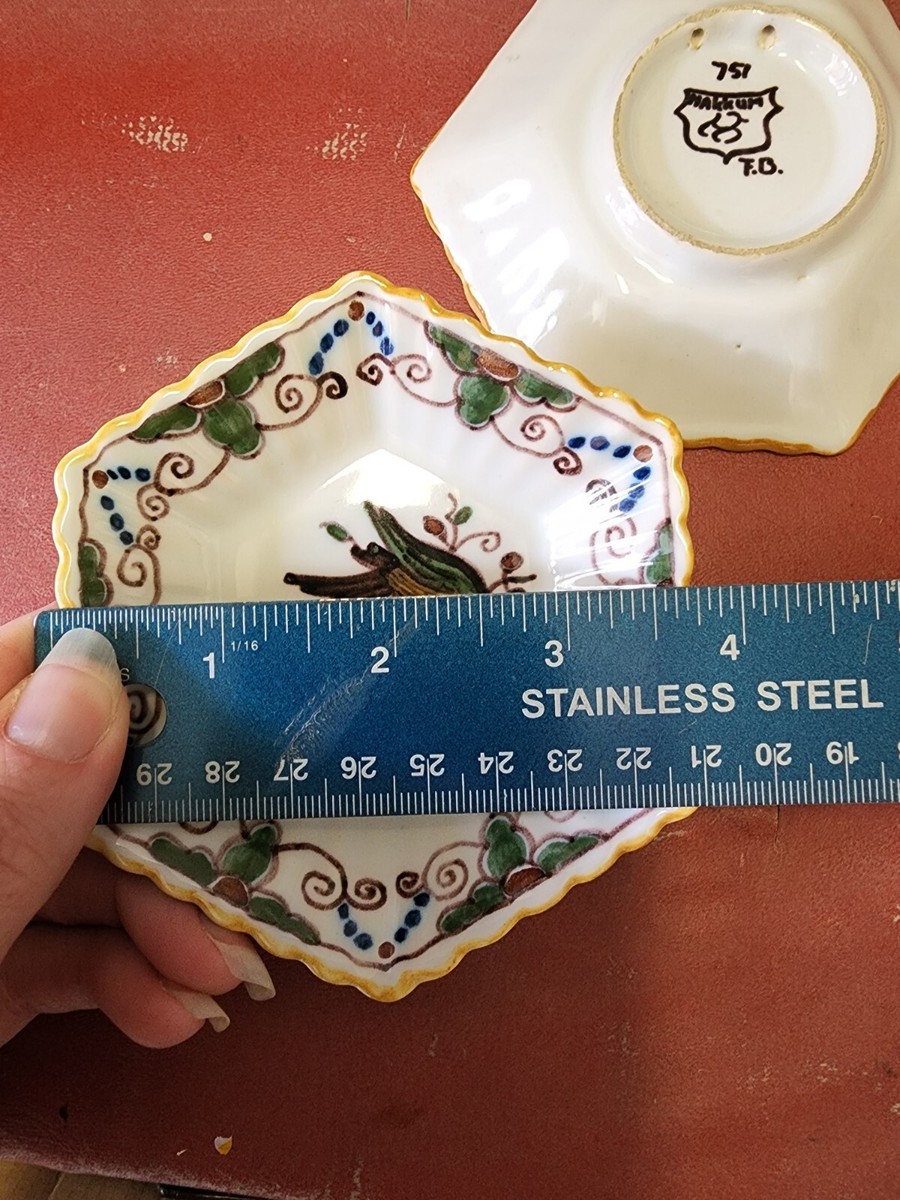 751
MAKKUM
F.B.
1/16
1 2 3 4
STAINLESS STEEL
29 28 27 26 25 24 23 22 21 20 19